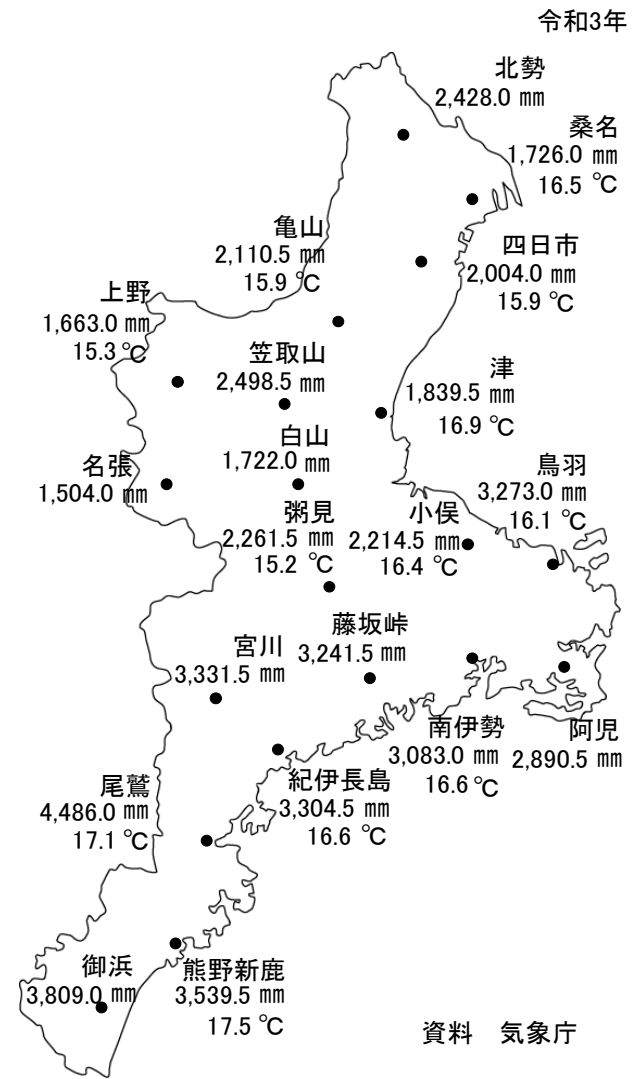 令和3年
北勢
2,428.0 ㎜
桑名
1,726.0 ㎜
16.5 ℃
亀山
2,110.5 ㎜
15.9 ℃
四日市
2,004.0 ㎜
15.9 ℃
上野
1,663.0 ㎜
15.3 ℃
笠取山
2,498.5 ㎜
津
1,839.5 ㎜
16.9 ℃
白山
1,722.0 ㎜
名張
1,504.0 ㎜
鳥羽
3,273.0 ㎜
16.1 ℃
粥見
2,261.5 ㎜
15.2 ℃
小俣
2,214.5 ㎜
16.4 ℃
藤坂峠
3,241.5 ㎜
宮川
3,331.5 ㎜
南伊勢
3,083.0 ㎜
16.6 ℃
阿児
2,890.5 ㎜
紀伊長島
3,304.5 ㎜
16.6 ℃
尾鷲
4,486.0 ㎜
17.1 ℃
御浜
3,809.0 ㎜
熊野新鹿
3,539.5 ㎜
17.5 ℃
資料　気象庁